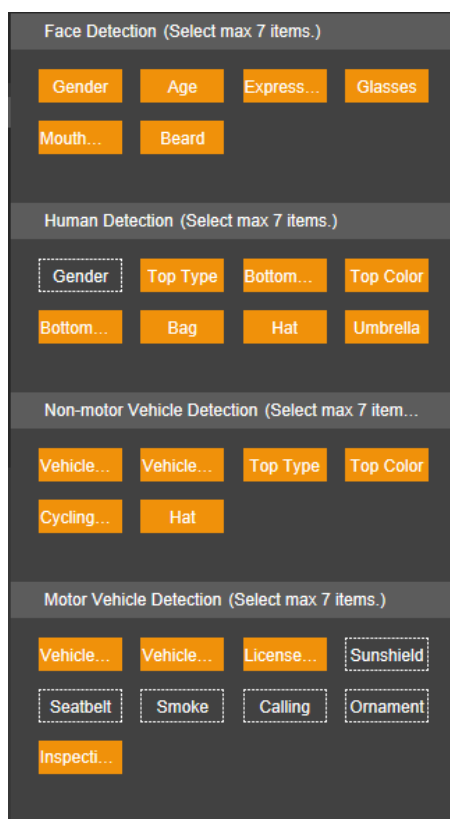 Face Detection (Select max 7 items.)
Gender Age Express... Glasses
Mouth... Beard
Human Detection (Select max 7 items.)
Gender Top Type Bottom... Top Color
Bottom... Bag Hat Umbrella
Non-motor Vehicle Detection (Select max 7 item...
Vehicle... Vehicle... Top Type Top Color
Cycling... Hat
Motor Vehicle Detection (Select max 7 items.)
Vehicle... Vehicle... License... Sunshield
Seatbelt Smoke Calling Ornament
Inspecti...